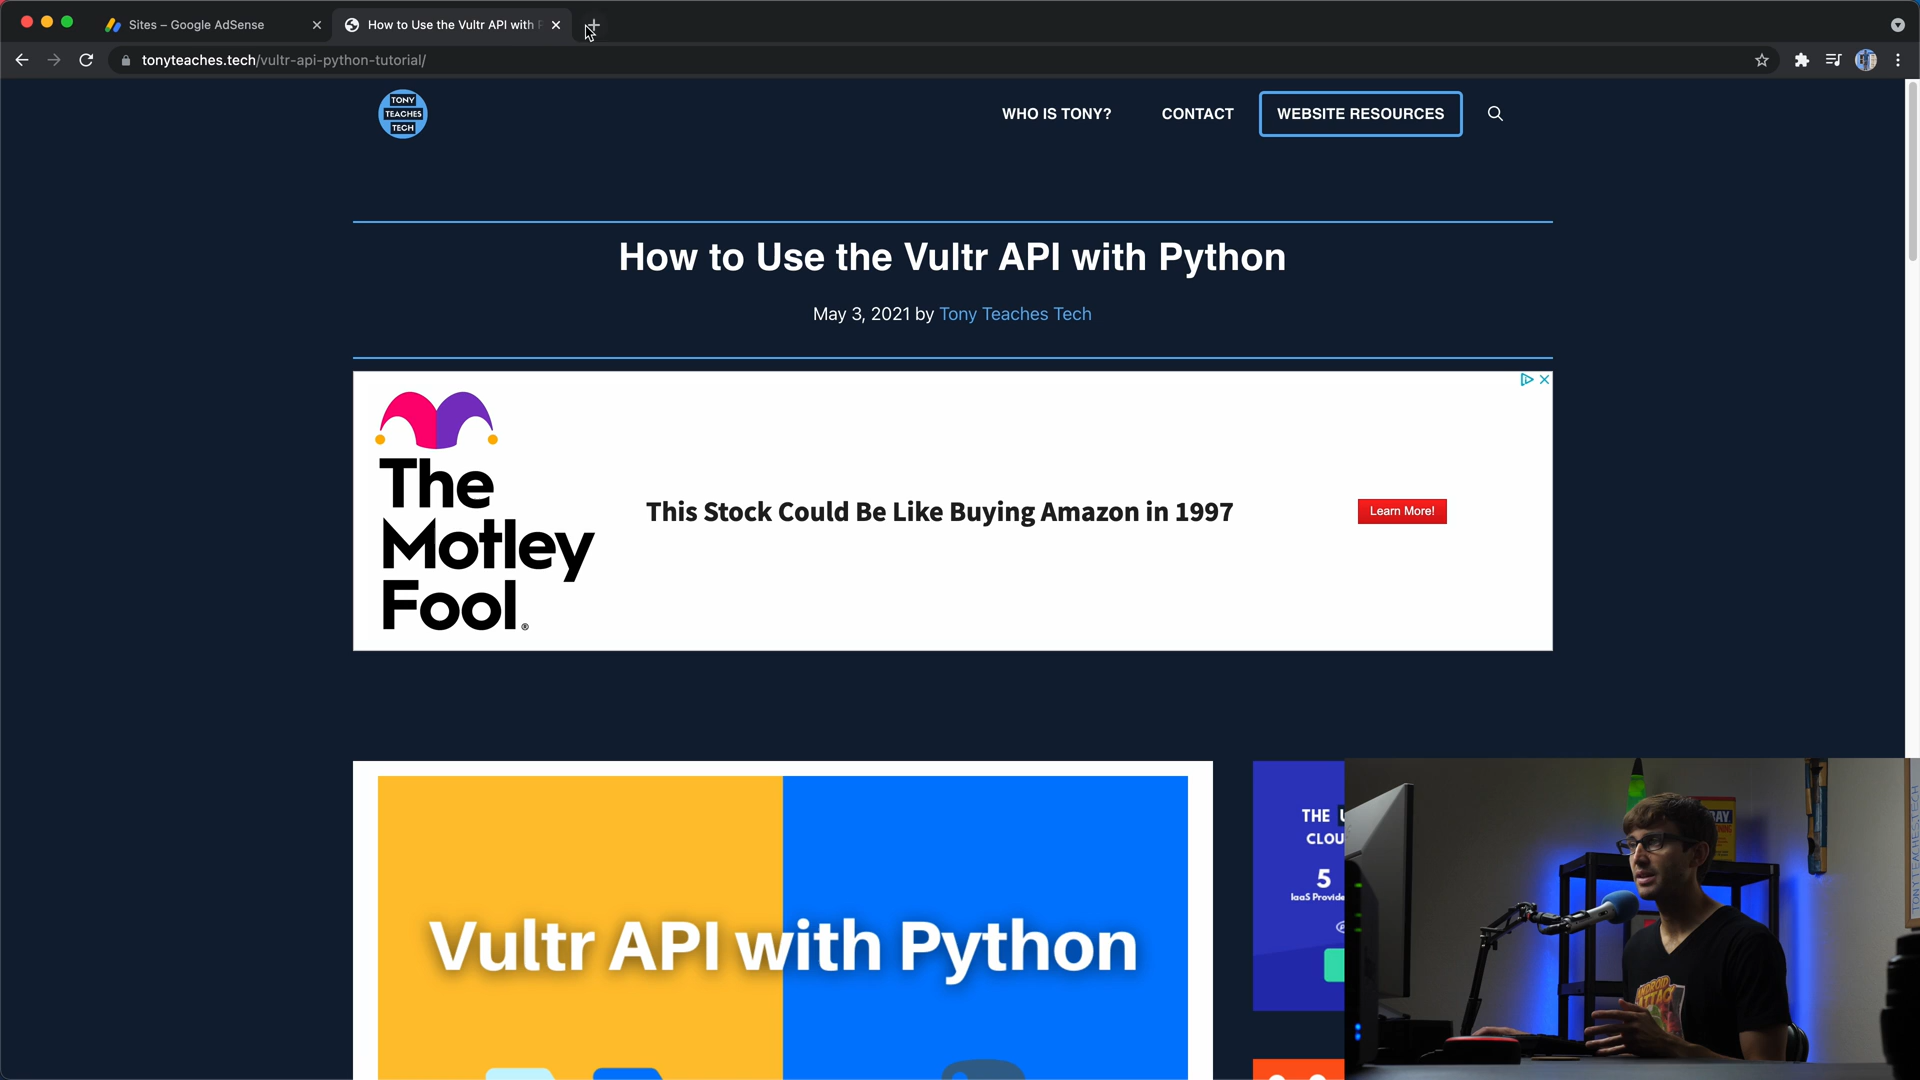 Sites – Google AdSense
How to Use the Vultr API with
tonyteaches.tech/vultr-api-python-tutorial/
TONY
TEACHES
TECH
WHO IS TONY?
CONTACT
WEBSITE RESOURCES
How to Use the Vultr API with Python
May 3, 2021 by Tony Teaches Tech
The
Motley
Fool®
This Stock Could Be Like Buying Amazon in 1997
Learn More!
Vultr API with Python
THE
CLOU
5
IaaS Provide
ANDROID
ATTACK